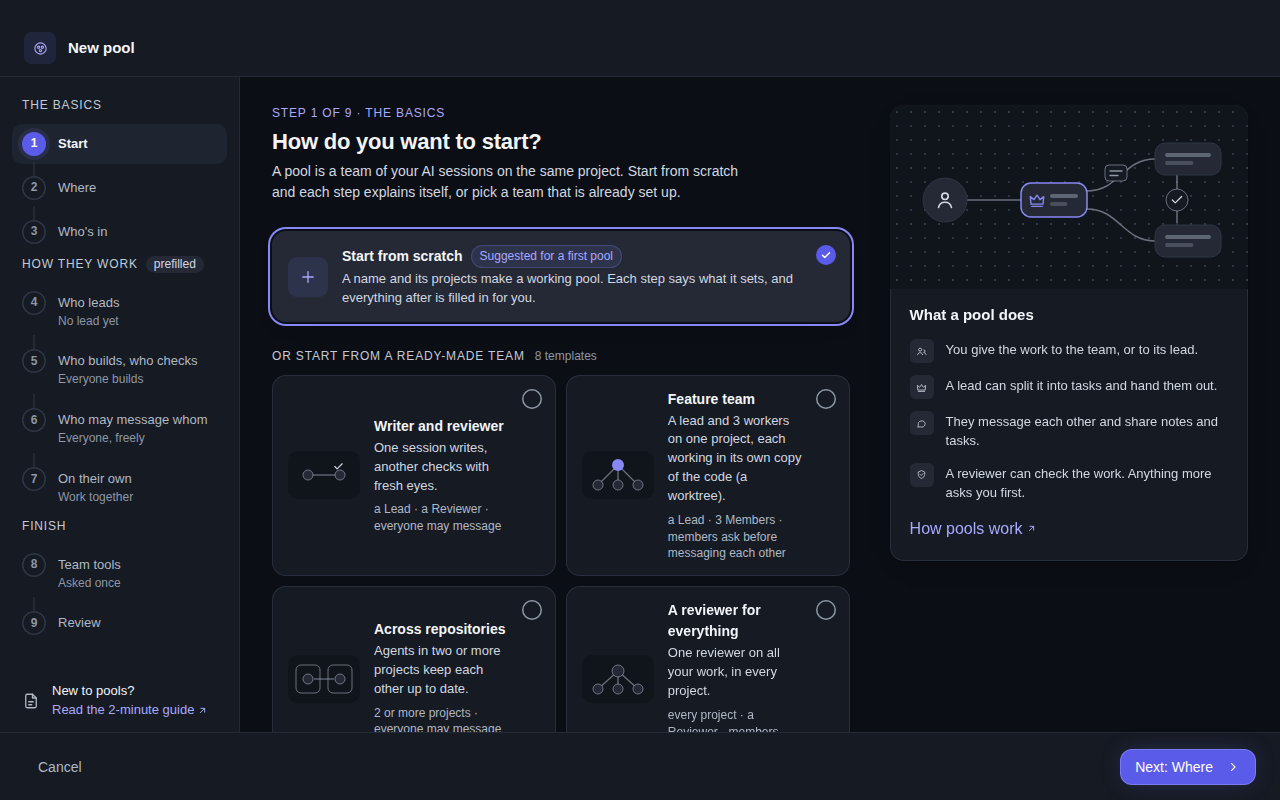 New pool
THE BASICS
1 Start
2 Where
3 Who's in
HOW THEY WORK prefilled
4 Who leads
No lead yet
5 Who builds, who checks
Everyone builds
6 Who may message whom
Everyone, freely
7 On their own
Work together
FINISH
8 Team tools
Asked once
9 Review
New to pools?
Read the 2-minute guide
STEP 1 OF 9 · THE BASICS
How do you want to start?
A pool is a team of your AI sessions on the same project. Start from scratch
and each step explains itself, or pick a team that is already set up.
Start from scratch Suggested for a first pool
A name and its projects make a working pool. Each step says what it sets, and
everything after is filled in for you.
OR START FROM A READY-MADE TEAM 8 templates
Writer and reviewer
One session writes,
another checks with
fresh eyes.
a Lead · a Reviewer ·
everyone may message
Feature team
A lead and 3 workers
on one project, each
working in its own copy
of the code (a
worktree).
a Lead · 3 Members ·
members ask before
messaging each other
Across repositories
Agents in two or more
projects keep each
other up to date.
2 or more projects ·
everyone may message
A reviewer for
everything
One reviewer on all
your work, in every
project.
every project · a
Reviewer · members
What a pool does
You give the work to the team, or to its lead.
A lead can split it into tasks and hand them out.
They message each other and share notes and
tasks.
A reviewer can check the work. Anything more
asks you first.
How pools work
Cancel
Next: Where